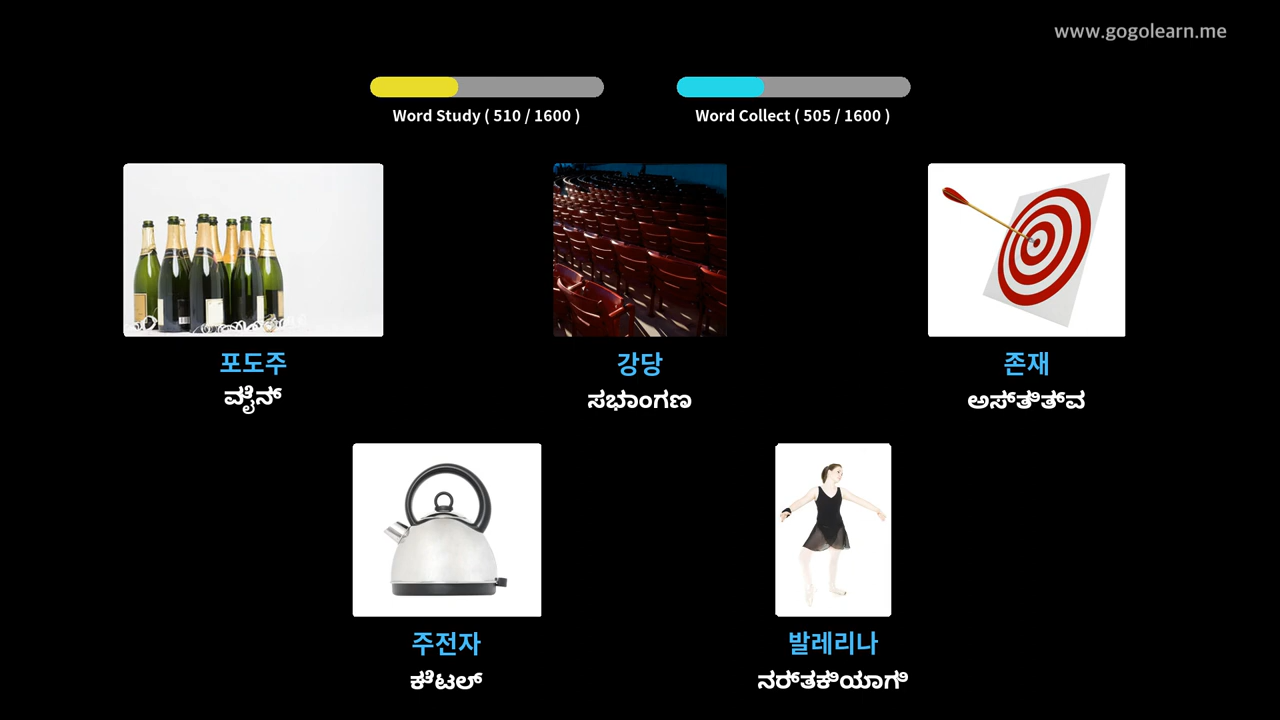 www.gogolearn.me
Word Study ( 510 / 1600 )
Word Collect ( 505 / 1600 )
포도주
ವೈನ್
강당
ಸಭಾಂಗಣ
존재
ಅಸ್ತಿತ್ವ
주전자
ಕೆಟಲ್
발레리나
ನರ್ತಕಿಯಾಗಿ